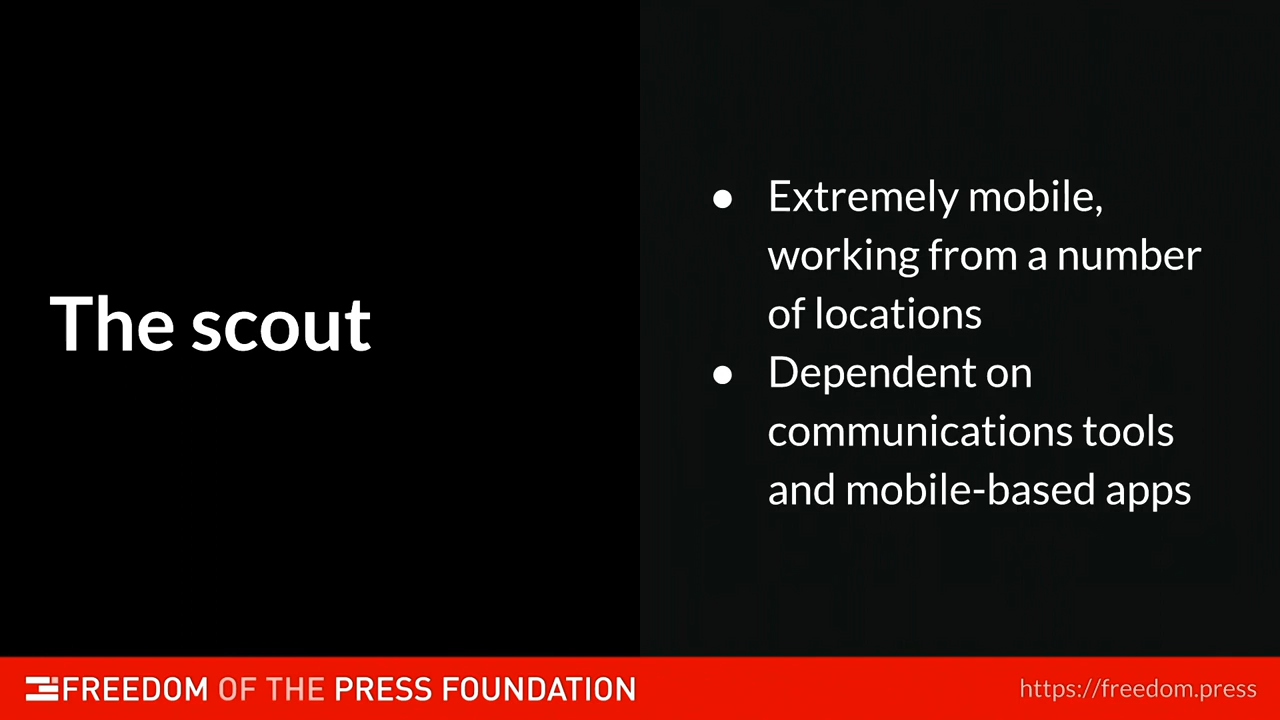 The scout
● Extremely mobile,
working from a number
of locations
● Dependent on
communications tools
and mobile-based apps
FREEDOM OF THE PRESS FOUNDATION
https://freedom.press